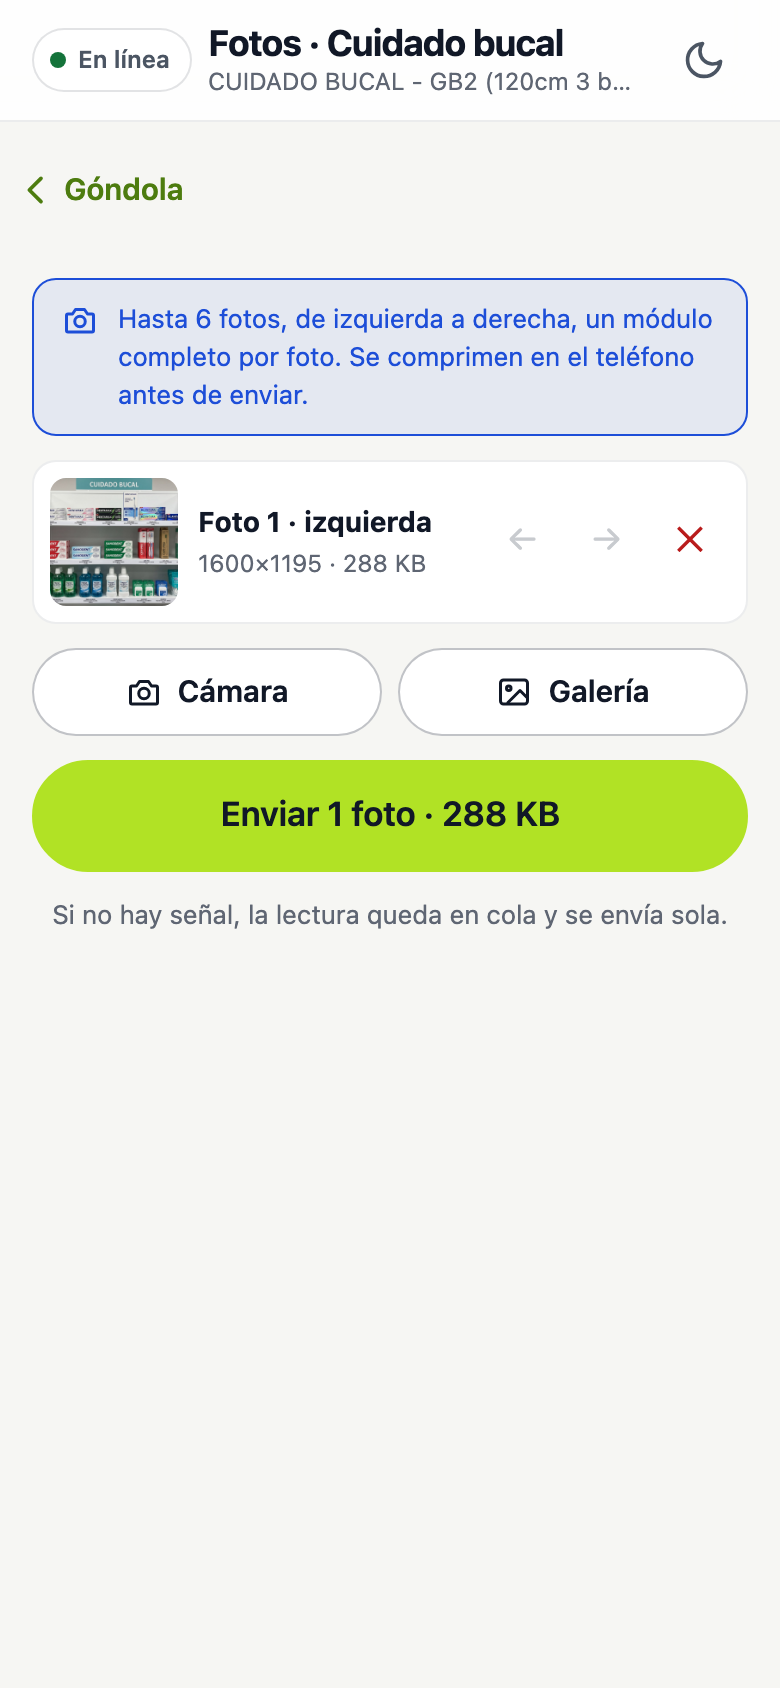 En línea
Fotos · Cuidado bucal
CUIDADO BUCAL - GB2 (120cm 3 b...
Góndola
Hasta 6 fotos, de izquierda a derecha, un módulo
completo por foto. Se comprimen en el teléfono
antes de enviar.
CUIDADO BUCAL
Foto 1 · izquierda
1600×1195 · 288 KB
Cámara
Galería
Enviar 1 foto · 288 KB
Si no hay señal, la lectura queda en cola y se envía sola.